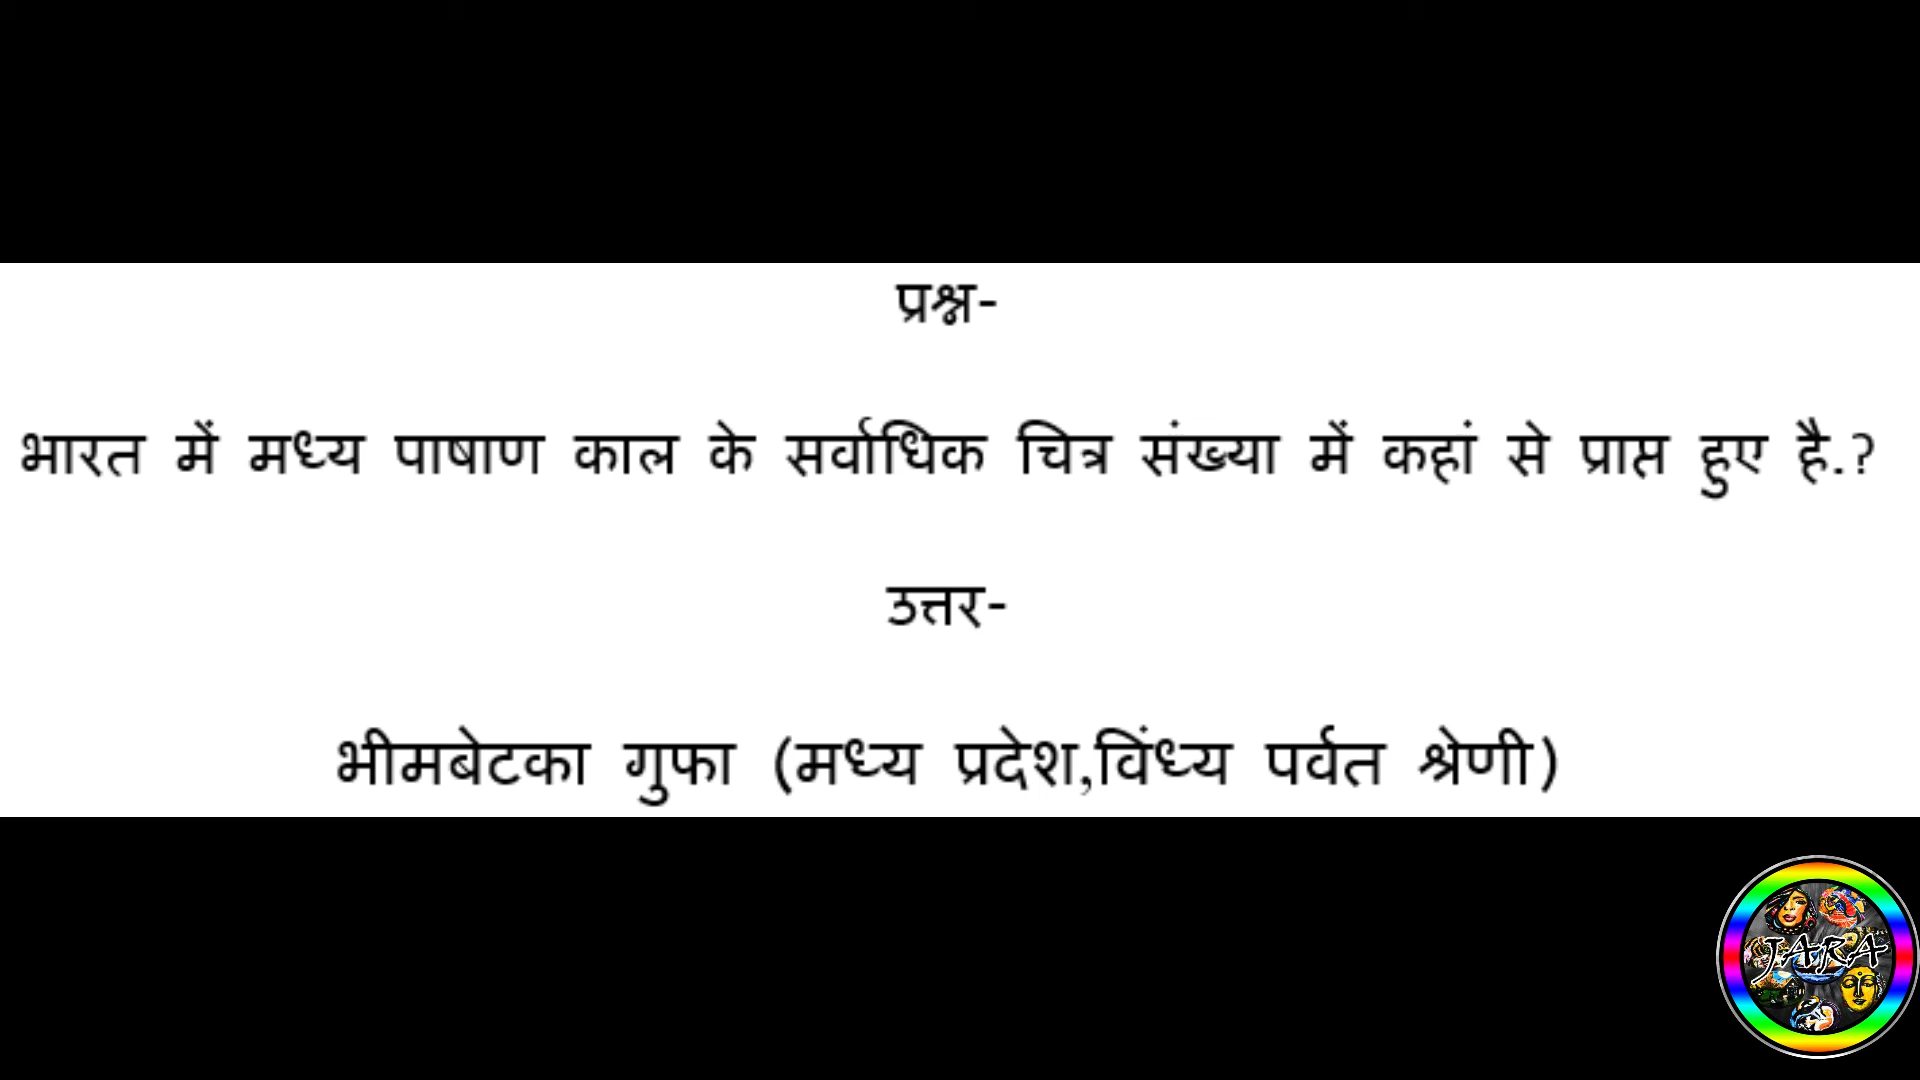 प्रश्न-
भारत में मध्य पाषाण काल के सर्वाधिक चित्र संख्या में कहां से प्राप्त हुए है.?
उत्तर-
भीमबेटका गुफा (मध्य प्रदेश,विंध्य पर्वत श्रेणी)
JARA